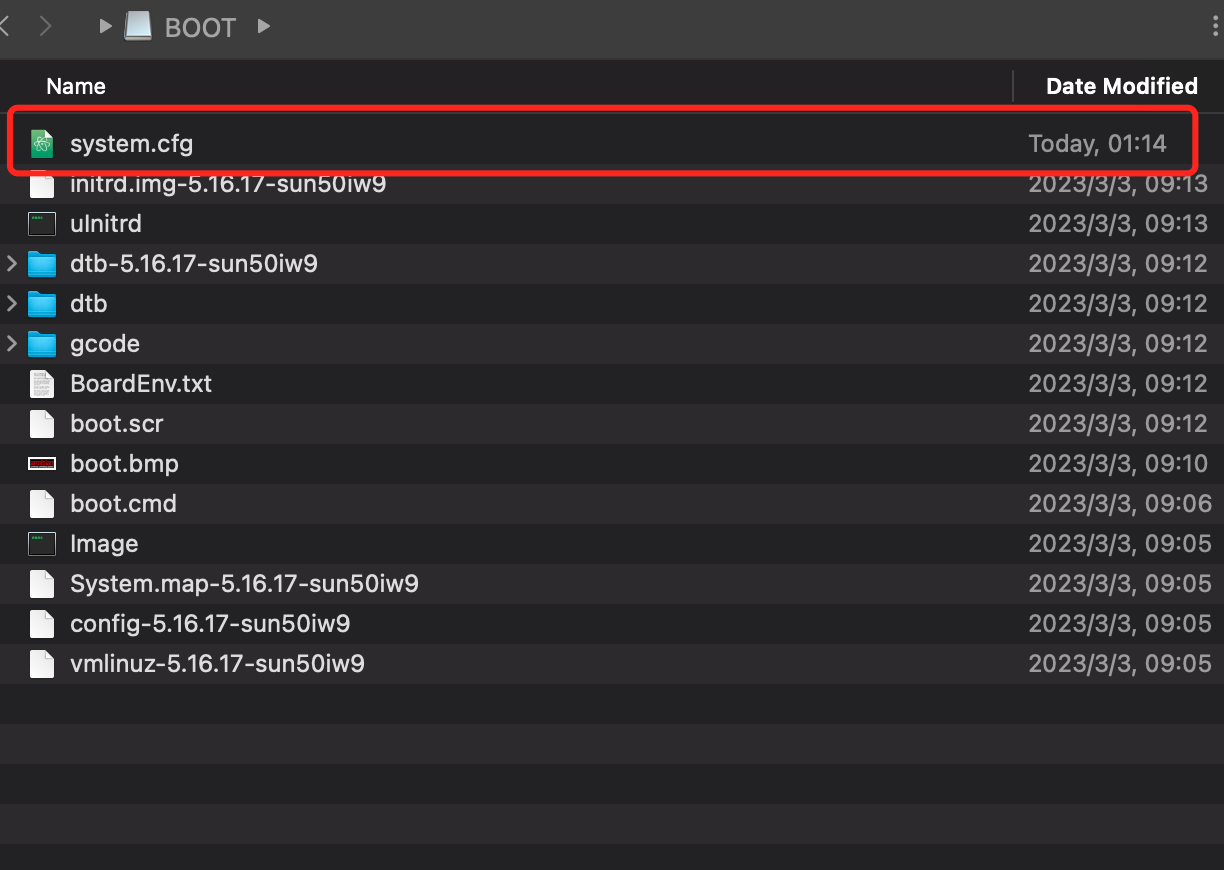 BOOT
Name Date Modified
system.cfg Today, 01:14
initrd.img-5.16.17-sun50iw9 2023/3/3, 09:13
uInitrd 2023/3/3, 09:13
dtb-5.16.17-sun50iw9 2023/3/3, 09:12
dtb 2023/3/3, 09:12
gcode 2023/3/3, 09:12
BoardEnv.txt 2023/3/3, 09:12
boot.scr 2023/3/3, 09:12
boot.bmp 2023/3/3, 09:10
boot.cmd 2023/3/3, 09:06
Image 2023/3/3, 09:05
System.map-5.16.17-sun50iw9 2023/3/3, 09:05
config-5.16.17-sun50iw9 2023/3/3, 09:05
vmlinuz-5.16.17-sun50iw9 2023/3/3, 09:05